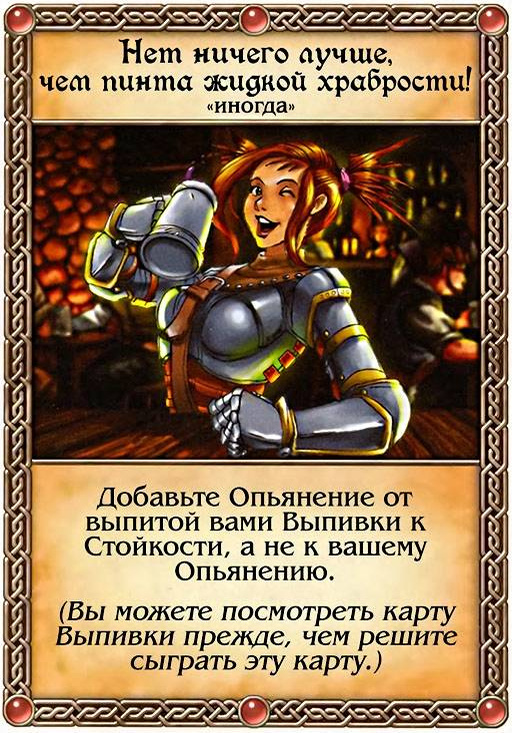 Нет ничего лучше,
чем пинта жидкой храбрости!
«иногда»
Добавьте Опьянение от
выпитой вами Выпивки к
Стойкости, а не к вашему
Опьянению.
(Вы можете посмотреть карту
Выпивки прежде, чем решите
сыграть эту карту.)